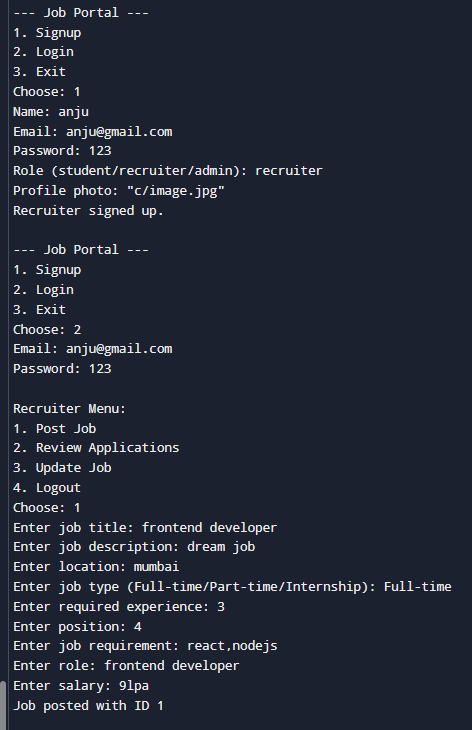 --- Job Portal ---
1. Signup
2. Login
3. Exit
Choose: 1
Name: anju
Email: anju@gmail.com
Password: 123
Role (student/recruiter/admin): recruiter
Profile photo: "c/image.jpg"
Recruiter signed up.
--- Job Portal ---
1. Signup
2. Login
3. Exit
Choose: 2
Email: anju@gmail.com
Password: 123
Recruiter Menu:
1. Post Job
2. Review Applications
3. Update Job
4. Logout
Choose: 1
Enter job title: frontend developer
Enter job description: dream job
Enter location: mumbai
Enter job type (Full-time/Part-time/Internship): Full-time
Enter required experience: 3
Enter position: 4
Enter job requirement: react,nodejs
Enter role: frontend developer
Enter salary: 9lpa
Job posted with ID 1